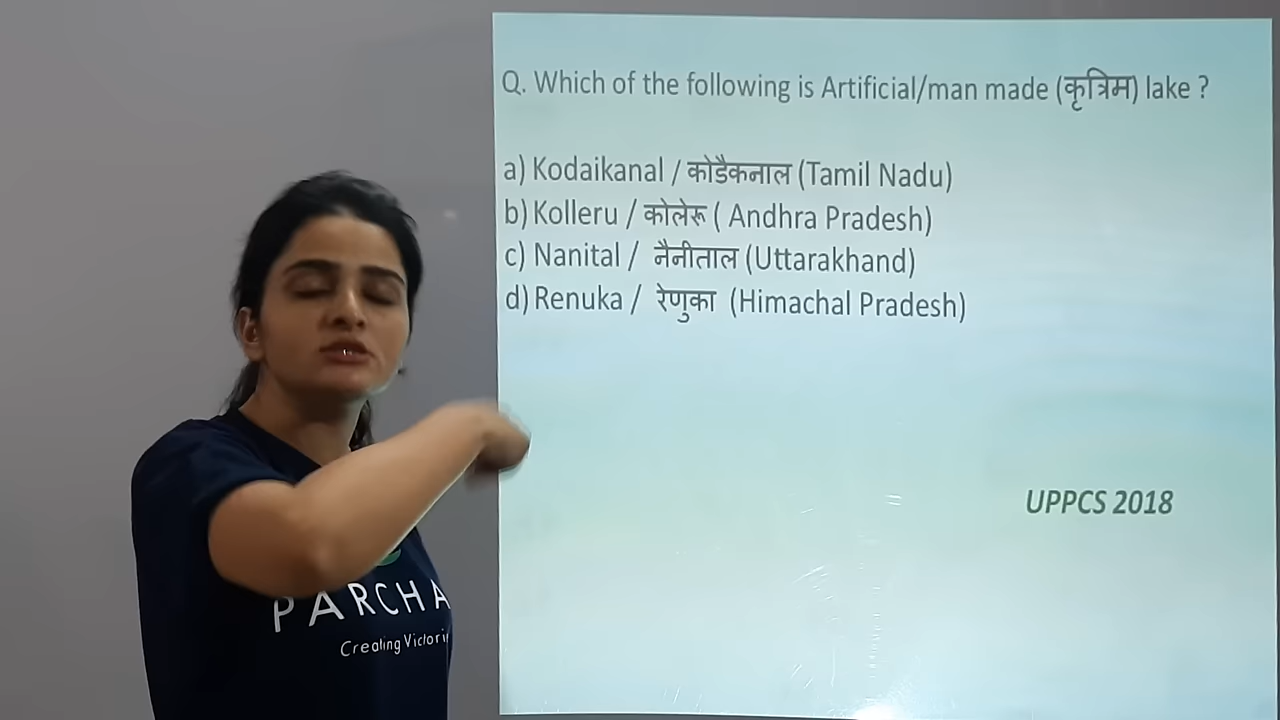 Q. Which of the following is Artificial/man made (कृत्रिम) lake ?
a) Kodaikanal / कोडैकनाल (Tamil Nadu)
b) Kolleru / कोलेरू ( Andhra Pradesh)
c) Nanital / नैनीताल (Uttarakhand)
d) Renuka / रेणुका (Himachal Pradesh)
UPPCS 2018
PARCHA
Creating Victori